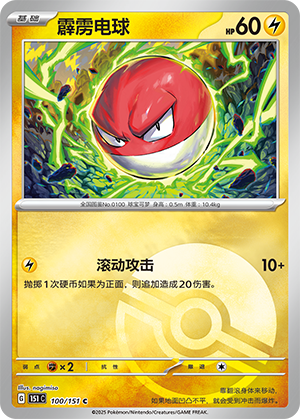 基础
霹雳电球
HP60
全国图鉴No.0100 球宝可梦 身高:0.5m 体重:10.4kg
滚动攻击 10+
抛掷1次硬币如果为正面,则追加造成20伤害。
弱点 ×2 抗性 撤退
Illus. nagimiso
G 151 C 100/151 C
靠翻滚身体来移动。
如果地面凹凸不平,就会受到冲击而爆炸。
©2025 Pokémon/Nintendo/Creatures/GAME FREAK.